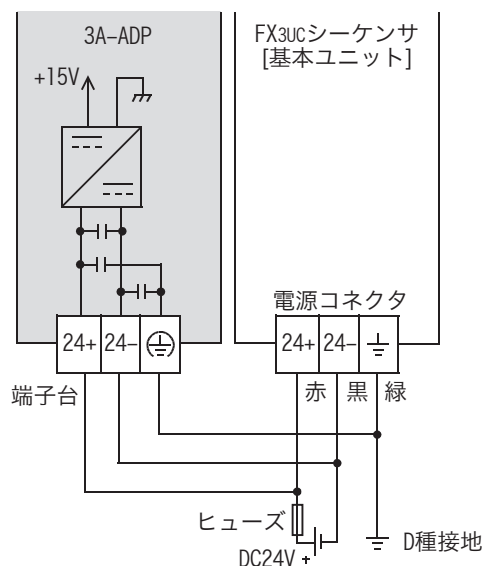 3A-ADP
+15V
FX3UCシーケンサ
[基本ユニット]
電源コネクタ
24+ 24-
24+ 24-
端子台
赤 黒 緑
ヒューズ
DC24V +
D種接地